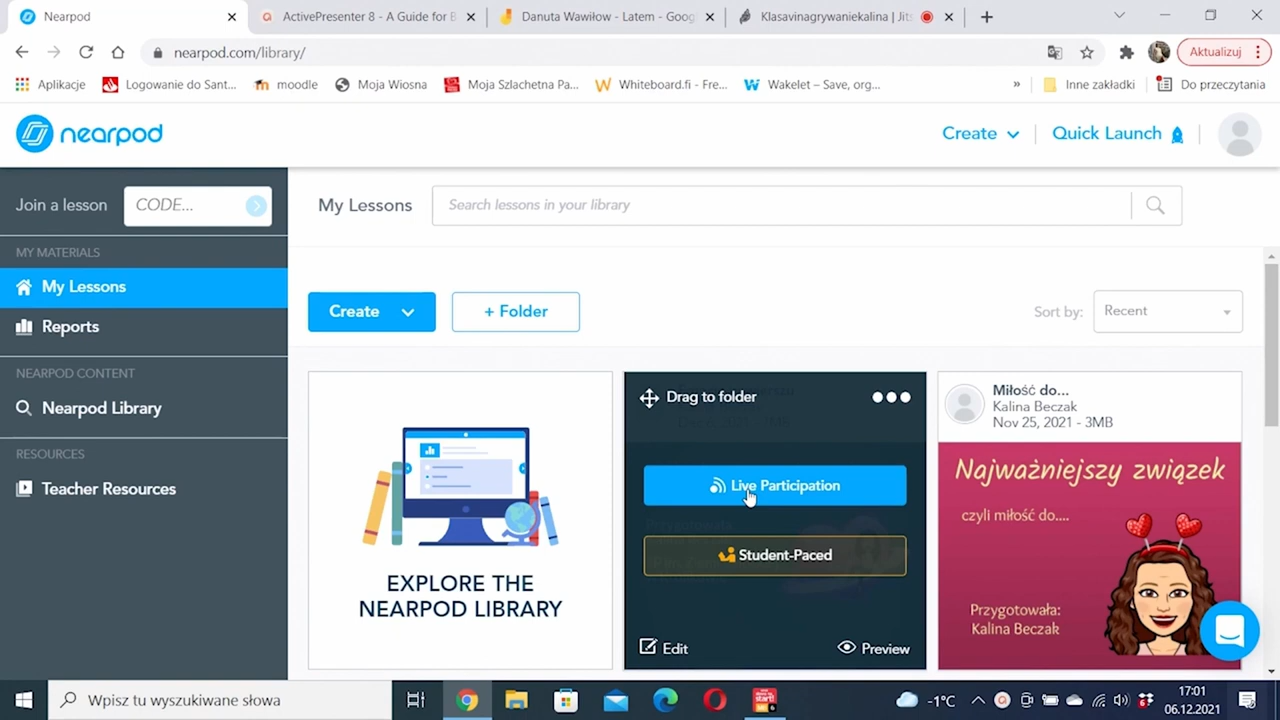 Nearpod
ActivePresenter 8 - A Guide for B
Danuta Wawiłow - Latem - Goog
Klasavinagrywaniekalina | Jits
nearpod.com/library/
Aktualizuj
Aplikacje
Logowanie do Sant...
moodle
Moja Wiosna
Moja Szlachetna Pa...
Whiteboard.fi - Fre...
Wakelet – Save, org...
»
Inne zakładki
Do przeczytania
nearpod
Create
Quick Launch
Join a lesson
CODE...
My Lessons
Search lessons in your library
MY MATERIALS
My Lessons
Reports
NEARPOD CONTENT
Nearpod Library
RESOURCES
Teacher Resources
Create
+ Folder
Sort by:
Recent
EXPLORE THE
NEARPOD LIBRARY
Drag to folder
Live Participation
Student-Paced
Edit
Preview
Miłość do...
Kalina Beczak
Nov 25, 2021 - 3MB
Najważniejszy związek
czyli miłość do....
Przygotowała:
Kalina Beczak
Wpisz tu wyszukiwane słowa
-1°C
17:01
06.12.2021